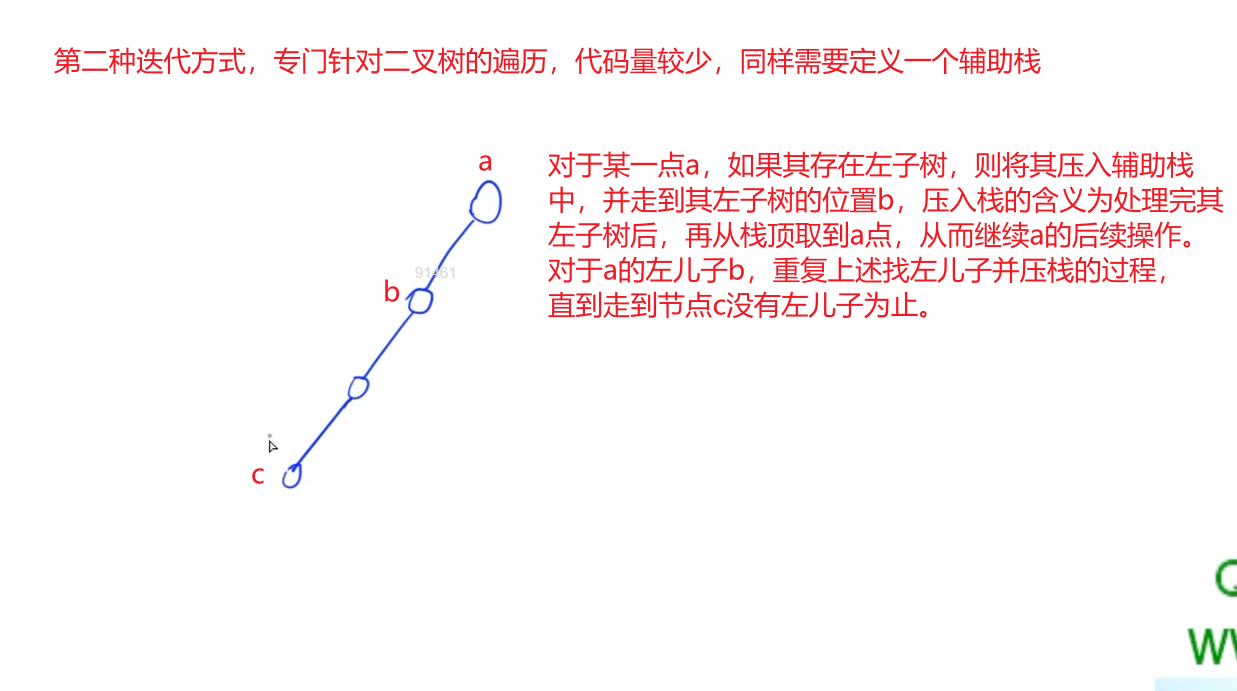 第二种迭代方式，专门针对二叉树的遍历，代码量较少，同样需要定义一个辅助栈
a
对于某一点a，如果其存在左子树，则将其压入辅助栈
中，并走到其左子树的位置b，压入栈的含义为处理完其
左子树后，再从栈顶取到a点，从而继续a的后续操作。
对于a的左儿子b，重复上述找左儿子并压栈的过程，
直到走到节点c没有左儿子为止。
91461
b
c